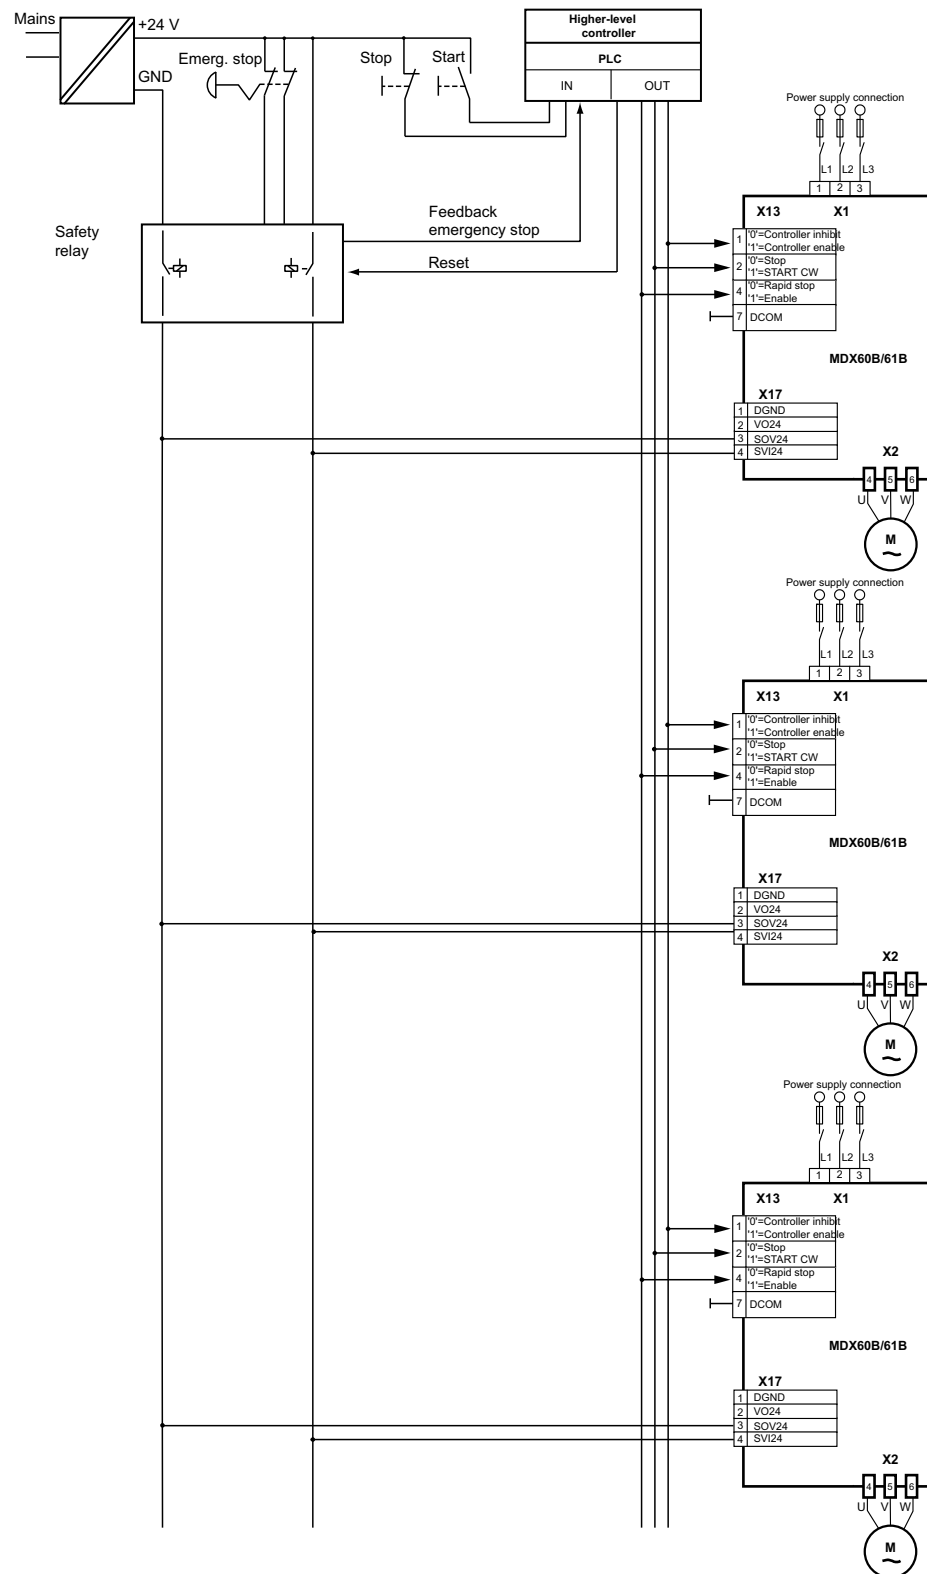 Mains
+24 V
GND
Emerg. stop
Stop
Start
Higher-level
controller
PLC
IN
OUT
Safety
relay
Feedback
emergency stop
Reset
Power supply connection
L1
L2
L3
1
2
3
X13
X1
1
'0'=Controller inhibit
'1'=Controller enable
2
'0'=Stop
'1'=START CW
4
'0'=Rapid stop
'1'=Enable
7
DCOM
MDX60B/61B
X17
1
DGND
2
VO24
3
SOV24
4
SVI24
X2
4
5
6
U
V
W
M
Power supply connection
L1
L2
L3
1
2
3
X13
X1
1
'0'=Controller inhibit
'1'=Controller enable
2
'0'=Stop
'1'=START CW
4
'0'=Rapid stop
'1'=Enable
7
DCOM
MDX60B/61B
X17
1
DGND
2
VO24
3
SOV24
4
SVI24
X2
4
5
6
U
V
W
M
Power supply connection
L1
L2
L3
1
2
3
X13
X1
1
'0'=Controller inhibit
'1'=Controller enable
2
'0'=Stop
'1'=START CW
4
'0'=Rapid stop
'1'=Enable
7
DCOM
MDX60B/61B
X17
1
DGND
2
VO24
3
SOV24
4
SVI24
X2
4
5
6
U
V
W
M